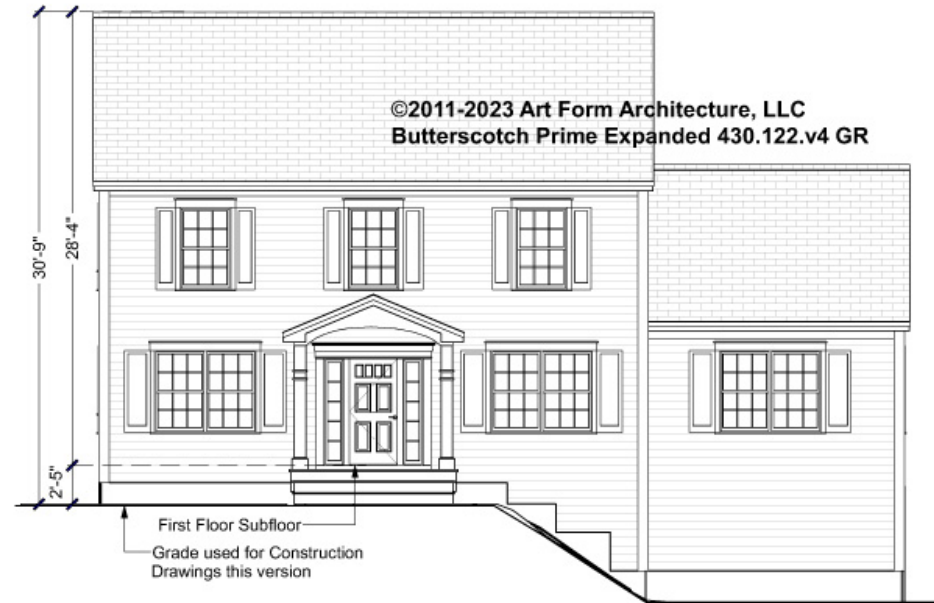 ©2011-2023 Art Form Architecture, LLC
Butterscotch Prime Expanded 430.122.v4 GR
30'-9"
28'-4"
2'-5"
First Floor Subfloor
Grade used for Construction
Drawings this version